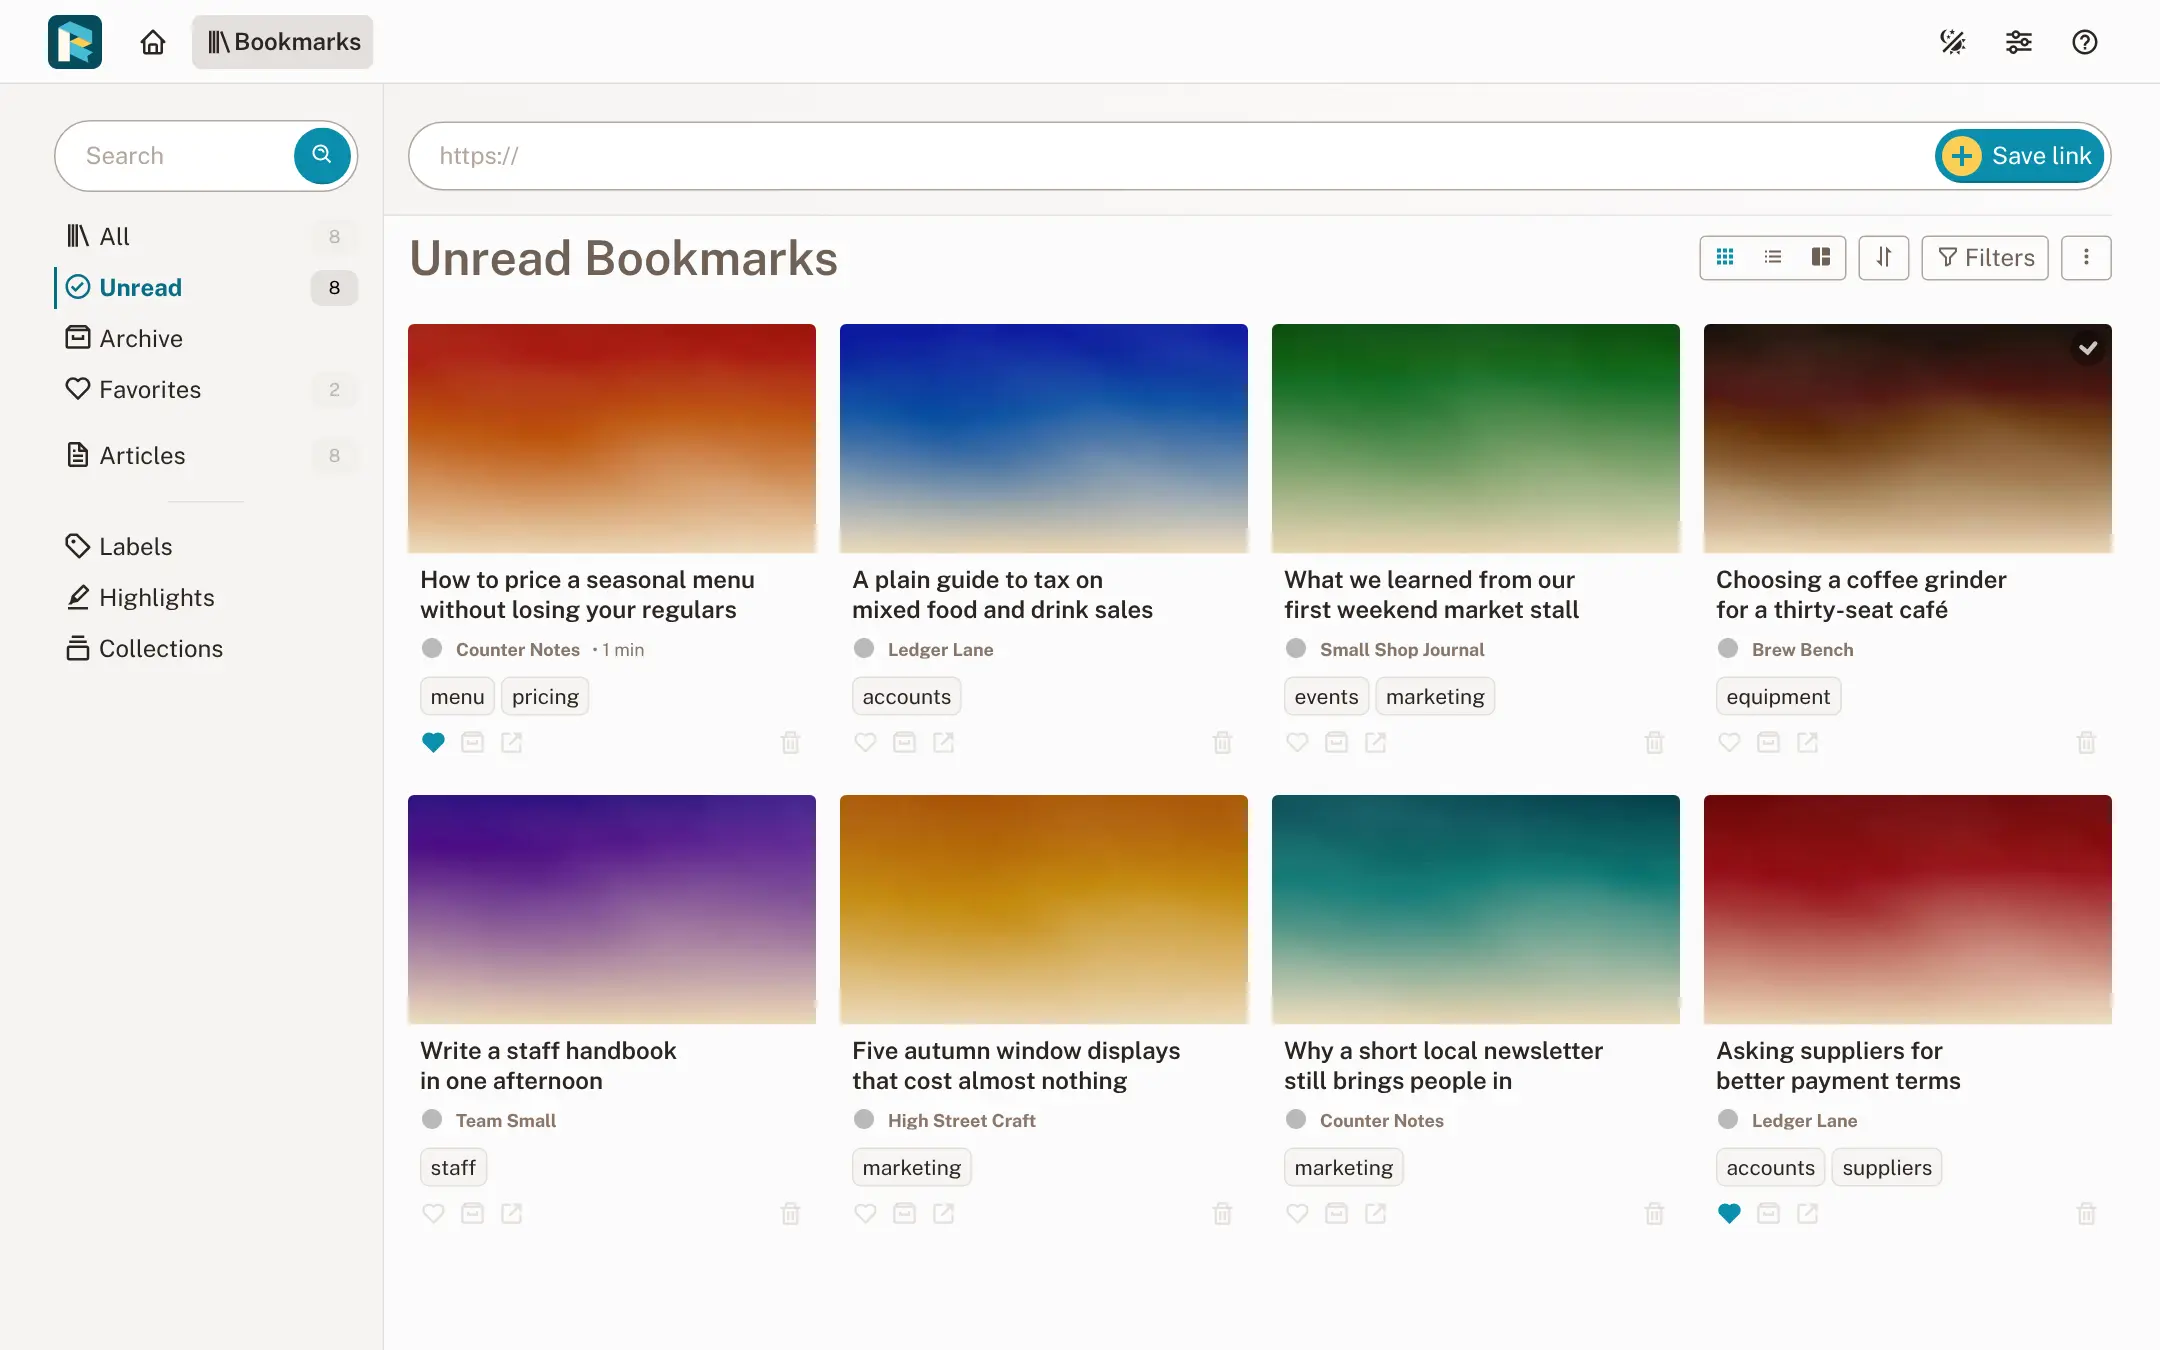 Bookmarks
Search
https://
Save link
All 8
Unread 8
Archive
Favorites 2
Articles 8
Labels
Highlights
Collections
Unread Bookmarks
Filters
How to price a seasonal menu
without losing your regulars
Counter Notes • 1 min
menu pricing
A plain guide to tax on
mixed food and drink sales
Ledger Lane
accounts
What we learned from our
first weekend market stall
Small Shop Journal
events marketing
Choosing a coffee grinder
for a thirty-seat café
Brew Bench
equipment
Write a staff handbook
in one afternoon
Team Small
staff
Five autumn window displays
that cost almost nothing
High Street Craft
marketing
Why a short local newsletter
still brings people in
Counter Notes
marketing
Asking suppliers for
better payment terms
Ledger Lane
accounts suppliers